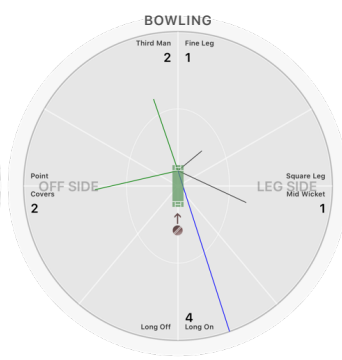 BOWLING
Third Man
Fine Leg
2
1
Point
OFF SIDE
Covers
2
Square Leg
LEG SIDE
Mid Wicket
1
4
Long Off
Long On